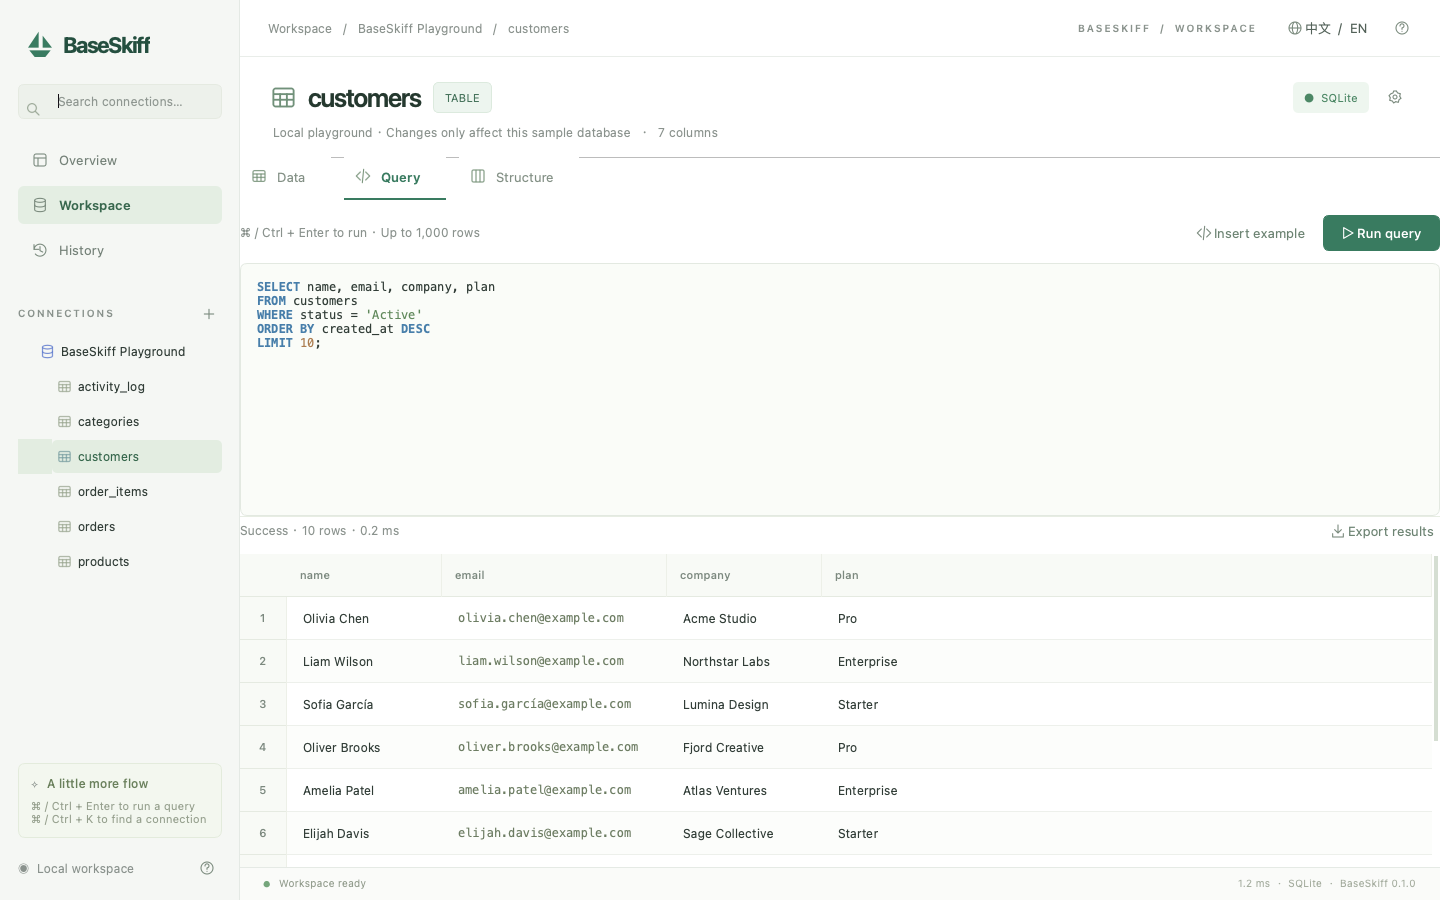 BaseSkiff
Search connections...
Overview
Workspace
History
CONNECTIONS
BaseSkiff Playground
activity_log
categories
customers
order_items
orders
products
A little more flow
⌘ / Ctrl + Enter to run a query
⌘ / Ctrl + K to find a connection
Local workspace
Workspace / BaseSkiff Playground / customers
BASESKIFF / WORKSPACE
中文 / EN
customers
TABLE
SQLite
Local playground · Changes only affect this sample database · 7 columns
Data
Query
Structure
⌘ / Ctrl + Enter to run · Up to 1,000 rows
Insert example
Run query
SELECT name, email, company, plan
FROM customers
WHERE status = 'Active'
ORDER BY created_at DESC
LIMIT 10;
Success · 10 rows · 0.2 ms
Export results
name email company plan
1 Olivia Chen olivia.chen@example.com Acme Studio Pro
2 Liam Wilson liam.wilson@example.com Northstar Labs Enterprise
3 Sofia García sofia.garcía@example.com Lumina Design Starter
4 Oliver Brooks oliver.brooks@example.com Fjord Creative Pro
5 Amelia Patel amelia.patel@example.com Atlas Ventures Enterprise
6 Elijah Davis elijah.davis@example.com Sage Collective Starter
Workspace ready
1.2 ms · SQLite · BaseSkiff 0.1.0